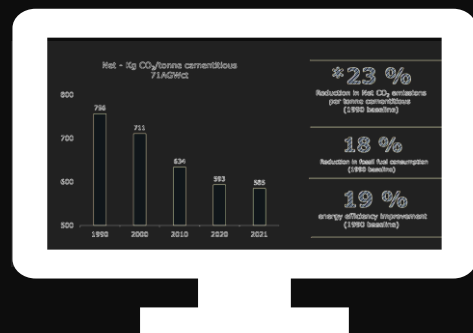 Net - Kg CO₂/tonne cementitious
71AGWct
800
700
600
500
711
634
585
1990
2000
2010
2020
2021
*23 %
Reduction in Net CO₂ emissions
per tonne cementitious
(1990 baseline)
18 %
Reduction in fossil fuel consumption
(1990 baseline)
19 %
energy efficiency improvement
(1990 baseline)